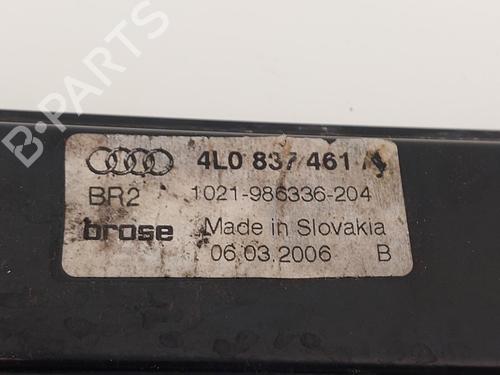 4L0 837 461 A
BR2 1021-986336-204
brose Made in Slovakia
06.03.2006 B
B-PARTS